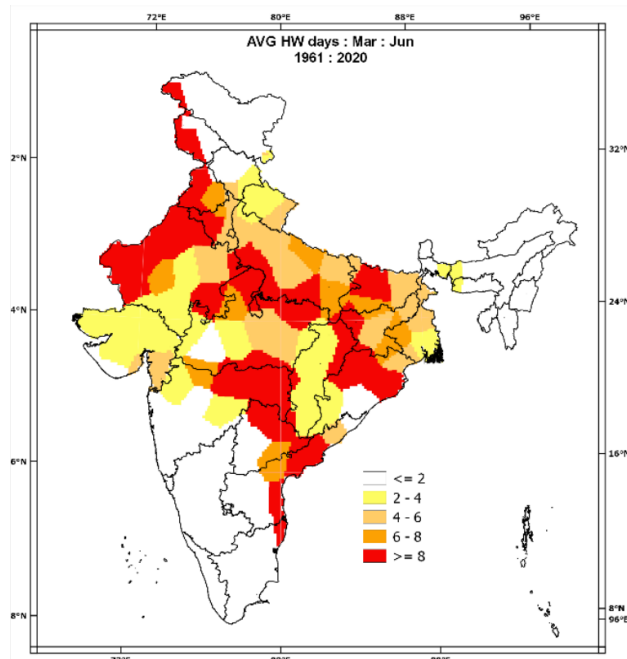 72°E 80°E 88°E 96°E
AVG HW days : Mar : Jun
1961 : 2020
2°N 32°N
4°N 24°N
6°N 16°N
<= 2
2 - 4
4 - 6
6 - 8
>= 8
8°N 8°N
96°E